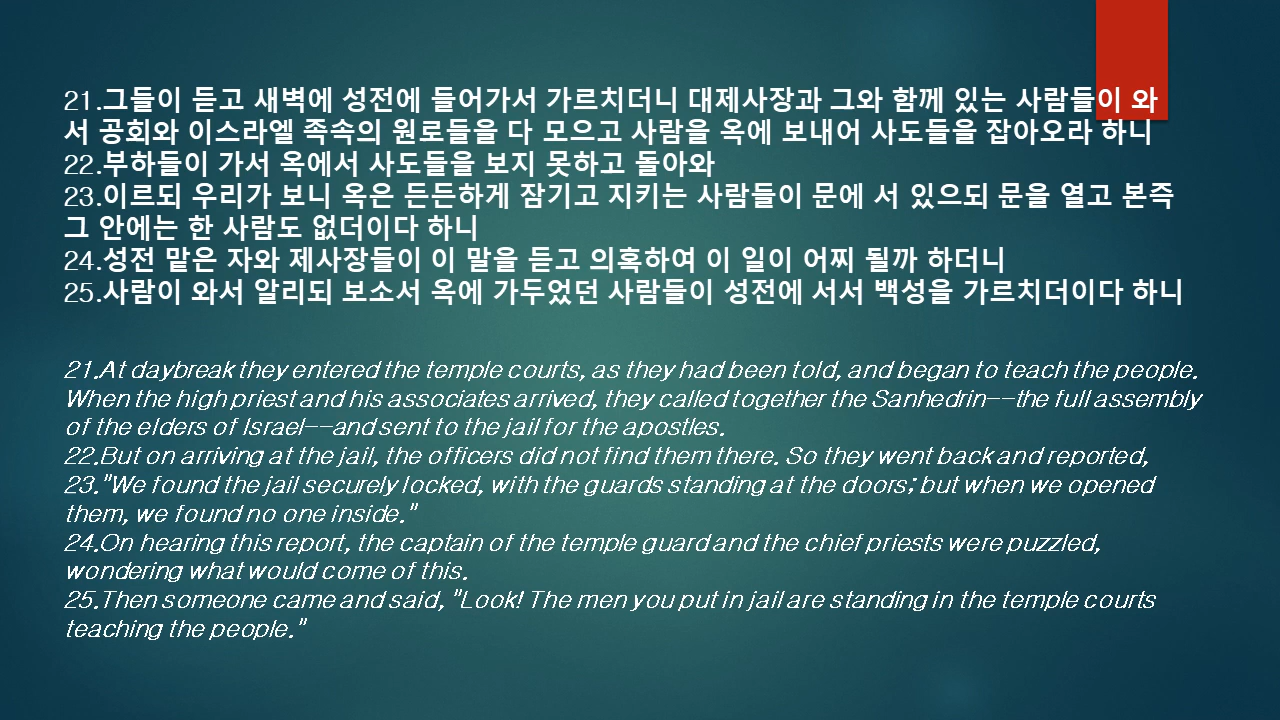 21.그들이 듣고 새벽에 성전에 들어가서 가르치더니 대제사장과 그와 함께 있는 사람들이 와
서 공회와 이스라엘 족속의 원로들을 다 모으고 사람을 옥에 보내어 사도들을 잡아오라 하니
22.부하들이 가서 옥에서 사도들을 보지 못하고 돌아와
23.이르되 우리가 보니 옥은 든든하게 잠기고 지키는 사람들이 문에 서 있으되 문을 열고 본즉
그 안에는 한 사람도 없더이다 하니
24.성전 맡은 자와 제사장들이 이 말을 듣고 의혹하여 이 일이 어찌 될까 하더니
25.사람이 와서 알리되 보소서 옥에 가두었던 사람들이 성전에 서서 백성을 가르치더이다 하니
21.At daybreak they entered the temple courts, as they had been told, and began to teach the people.
When the high priest and his associates arrived, they called together the Sanhedrin--the full assembly
of the elders of Israel--and sent to the jail for the apostles.
22.But on arriving at the jail, the officers did not find them there. So they went back and reported,
23."We found the jail securely locked, with the guards standing at the doors; but when we opened
them, we found no one inside."
24.On hearing this report, the captain of the temple guard and the chief priests were puzzled,
wondering what would come of this.
25.Then someone came and said, "Look! The men you put in jail are standing in the temple courts
teaching the people."